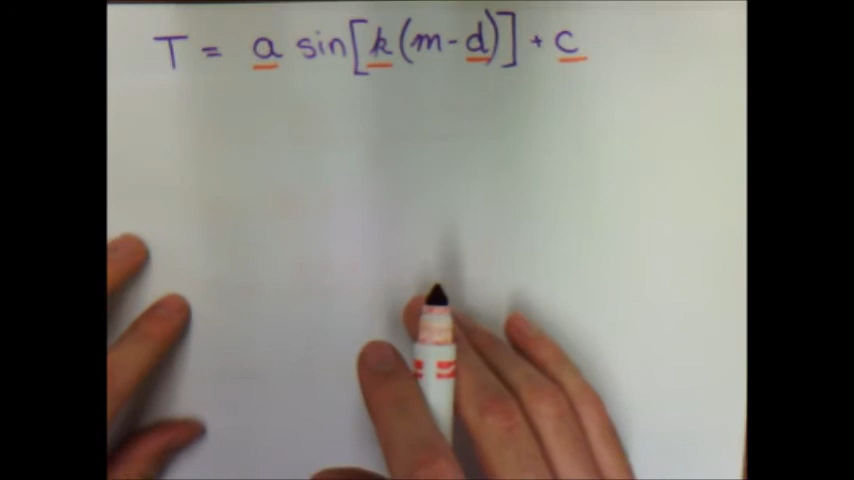 T = a sin[k(m-d)] + c